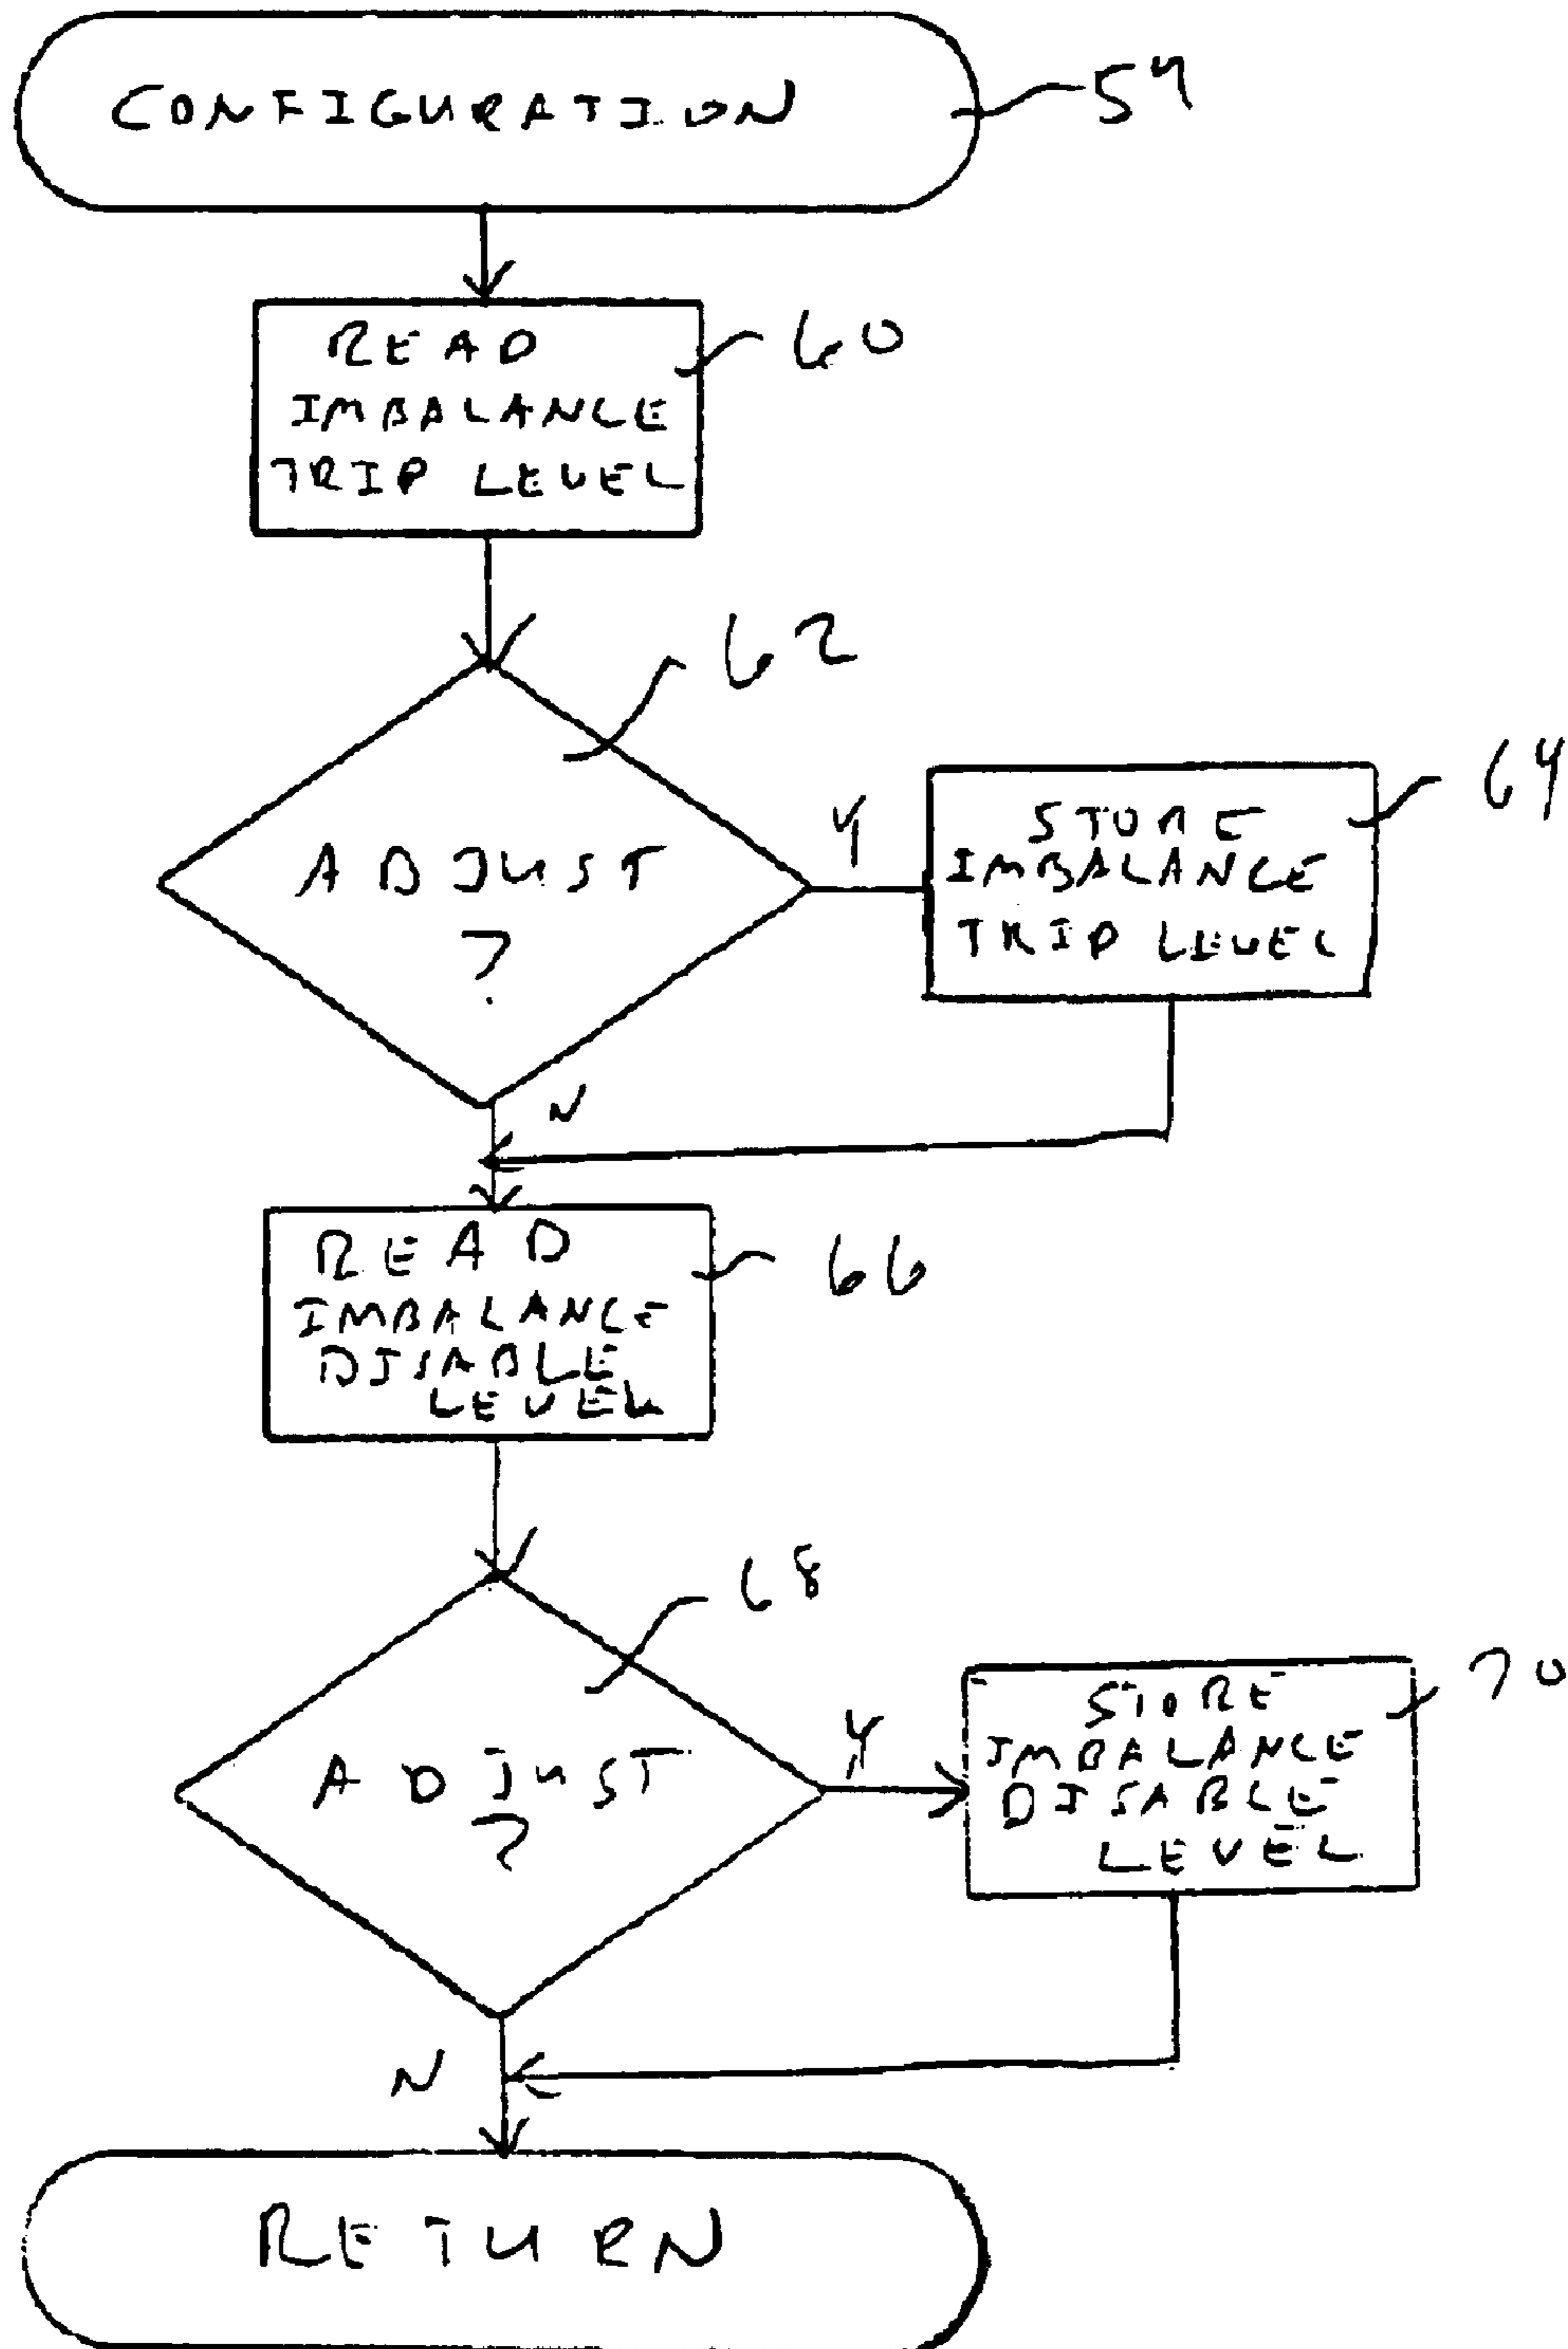 CONFIGURATION
54
READ
IMBALANCE
TRIP LEVEL
60
62
ADJUST
?
Y
STORE
IMBALANCE
TRIP LEVEL
64
N
READ
IMBALANCE
DISABLE
LEVEL
66
68
ADJUST
?
Y
STORE
IMBALANCE
DISABLE
LEVEL
70
N
RETURN